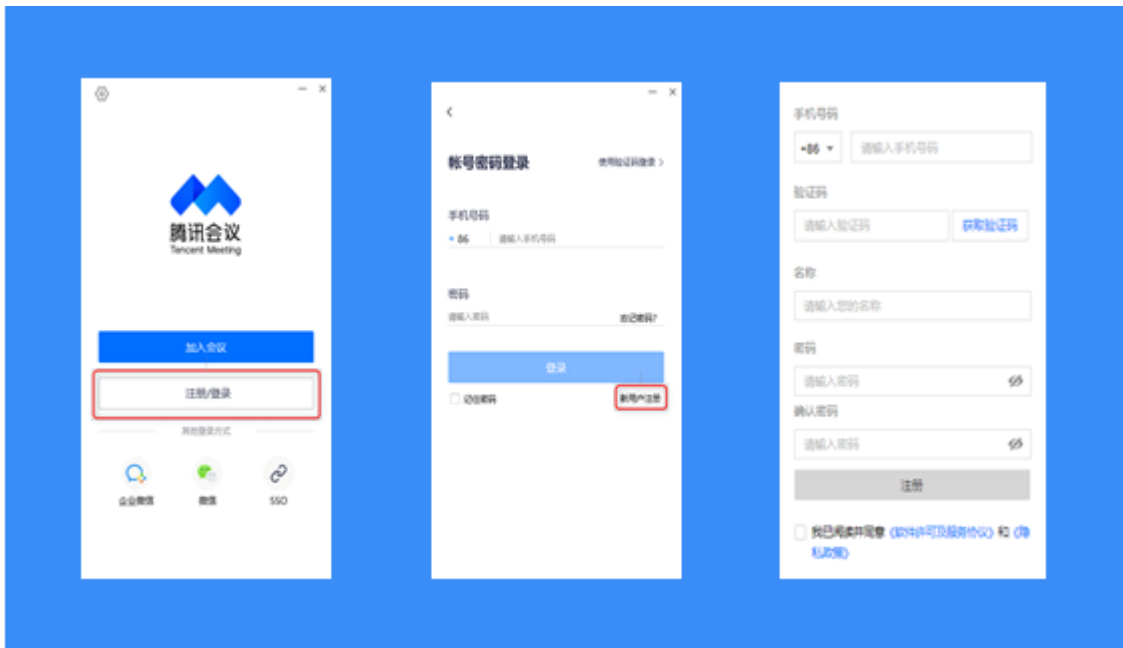 腾讯会议
Tencent Meeting
加入会议
注册/登录
其他登录方式
企业微信
微信
SSO
帐号密码登录
使用验证码登录 >
手机号码
+ 86 请输入手机号码
密码
请输入密码 忘记密码?
登录
记住密码 新用户注册
手机号码
+86 请输入手机号码
验证码
请输入验证码 获取验证码
名称
请输入您的名称
密码
请输入密码
确认密码
请输入密码
注册
我已阅读并同意《软件许可及服务协议》和《隐
私政策》